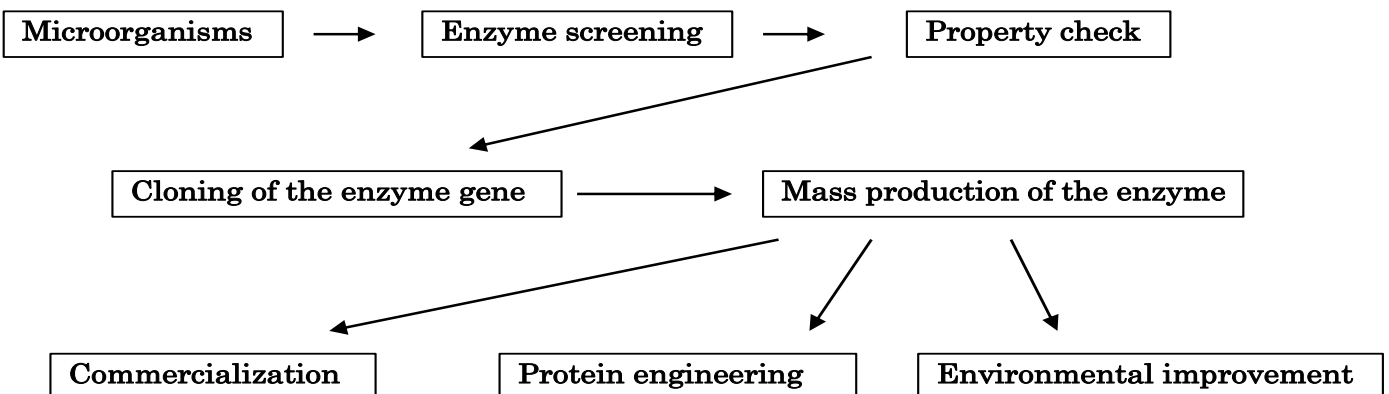 Microorganisms
Enzyme screening
Property check
Cloning of the enzyme gene
Mass production of the enzyme
Commercialization
Protein engineering
Environmental improvement